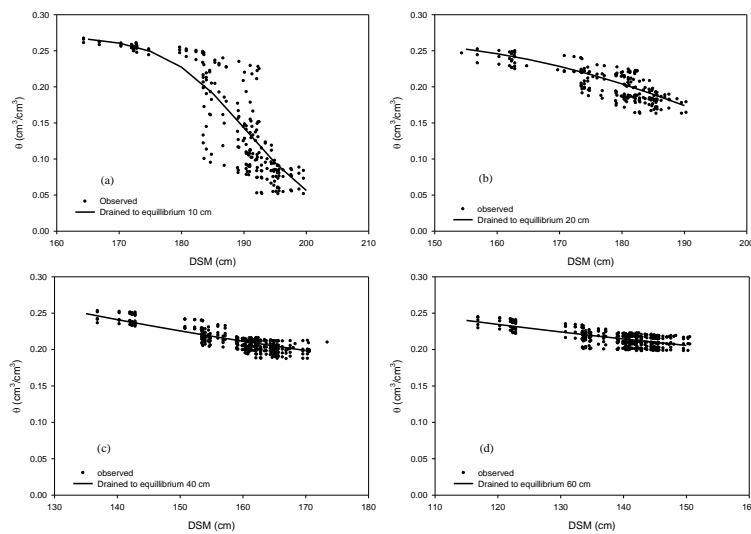 0.30
0.25
0.20
0.15
0.10
0.05
0.00
θ (cm³/cm³)
(a)
Observed
Drained to equillibrium 10 cm
160 170 180 190 200 210
DSM (cm)
0.30
0.25
0.20
0.15
0.10
0.05
0.00
θ (cm³/cm³)
(b)
observed
Drained to equillibrium 20 cm
150 160 170 180 190 200
DSM (cm)
0.30
0.25
0.20
0.15
0.10
0.05
0.00
θ (cm³/cm³)
(c)
observed
Drained to equilibrium 40 cm
130 140 150 160 170 180
DSM (cm)
0.30
0.25
0.20
0.15
0.10
0.05
0.00
θ (cm³/cm³)
(d)
observed
Drained to equilibrium 60 cm
110 120 130 140 150 160
DSM (cm)